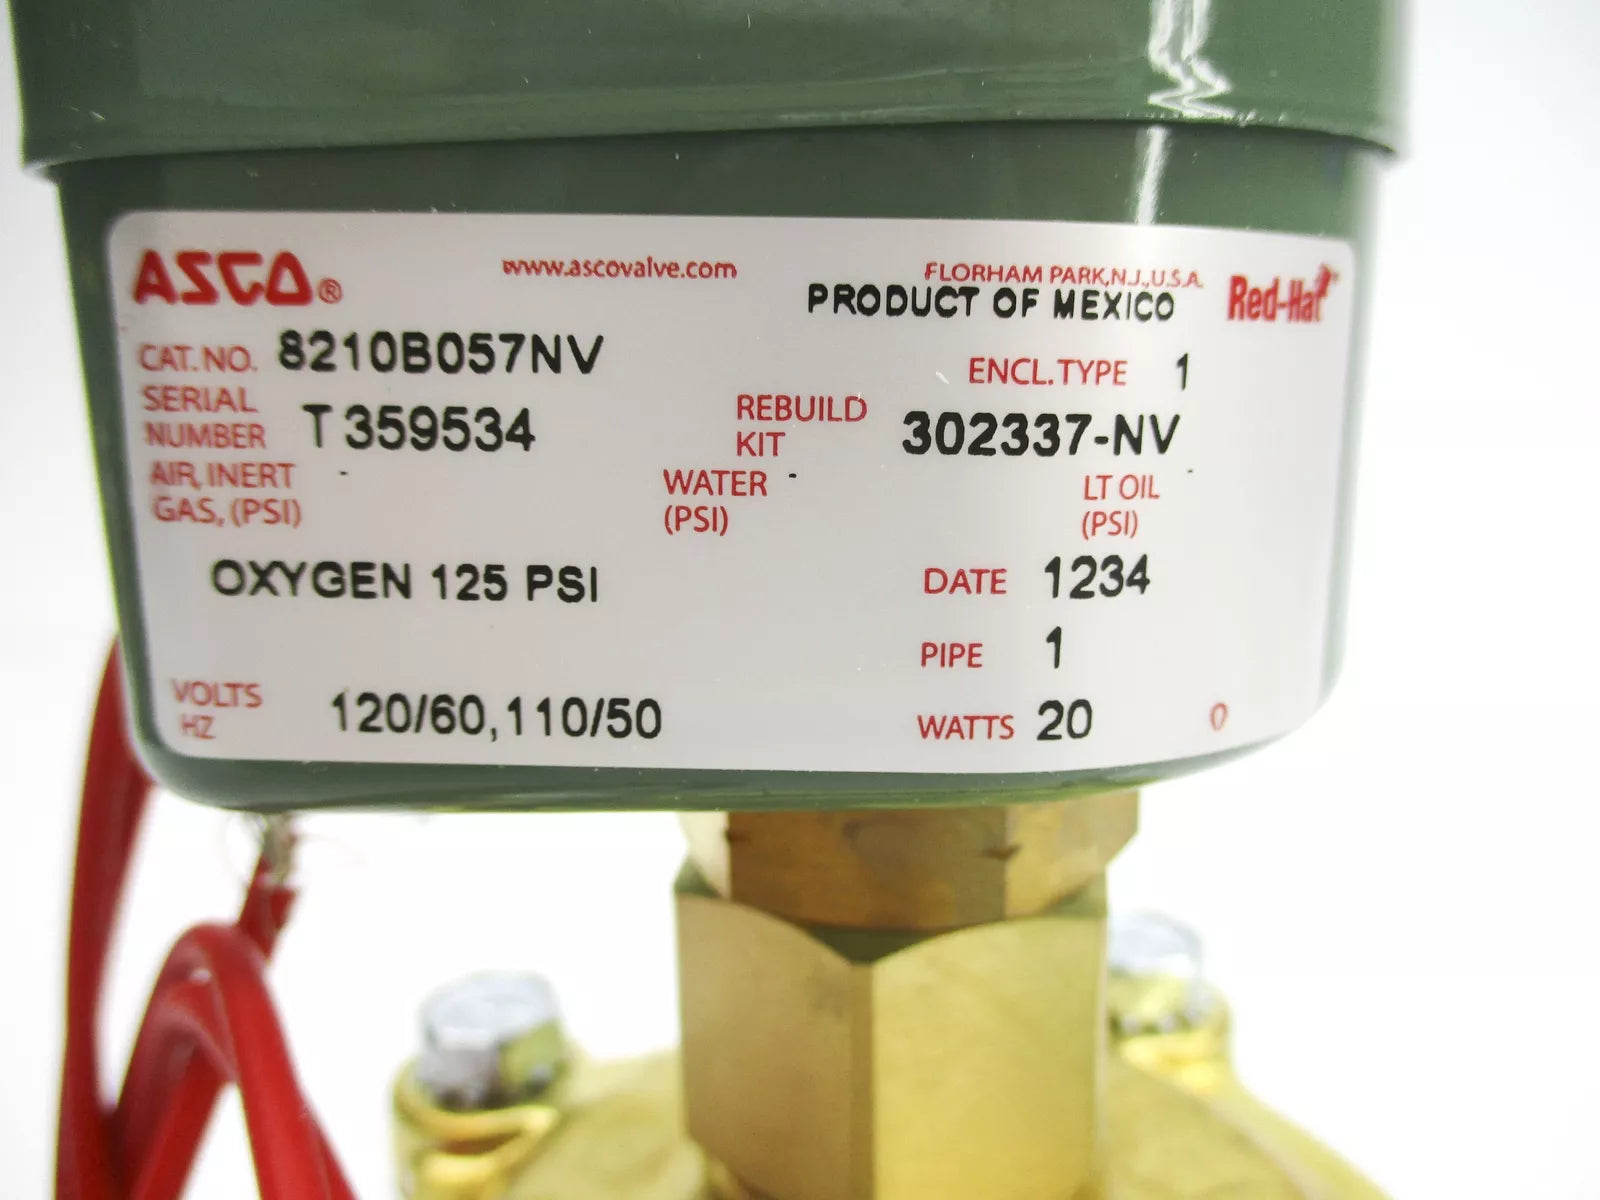 ASCO® www.ascovalve.com FLORHAM PARK,N.J.,U.S.A. Red-Hat
PRODUCT OF MEXICO
CAT. NO. 8210B057NV ENCL. TYPE 1
SERIAL NUMBER T359534 REBUILD KIT 302337-NV
AIR, INERT GAS, (PSI) - WATER (PSI) - LT OIL (PSI) -
OXYGEN 125 PSI DATE 1234
PIPE 1
VOLTS HZ 120/60,110/50 WATTS 20 0